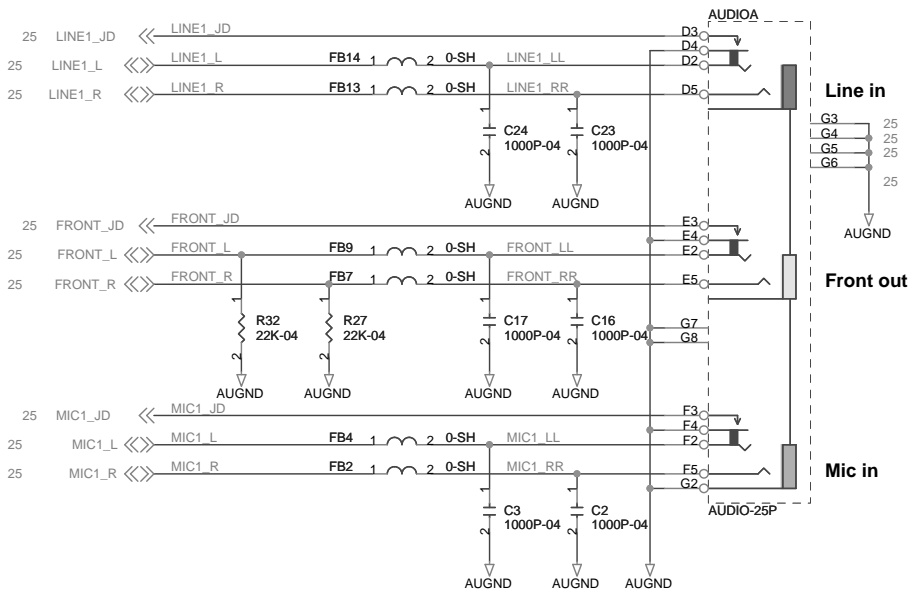 AUDIOA
25 LINE1_JD LINE1_JD D3
D4
25 LINE1_L LINE1_L FB14 1 2 0-SH LINE1_LL D2
25 LINE1_R LINE1_R FB13 1 2 0-SH LINE1_RR D5 Line in
G3 25
G4 25
G5 25
G6
25
1 C24 1000P-04 2
1 C23 1000P-04 2
AUGND AUGND
AUGND
25 FRONT_JD FRONT_JD E3
E4
25 FRONT_L FRONT_L FB9 1 2 0-SH FRONT_LL E2
25 FRONT_R FRONT_R FB7 1 2 0-SH FRONT_RR E5 Front out
1 R32 22K-04 2
1 R27 22K-04 2
1 C17 1000P-04 2
1 C16 1000P-04 2
G7
G8
AUGND AUGND AUGND AUGND
25 MIC1_JD MIC1_JD F3
F4
25 MIC1_L MIC1_L FB4 1 2 0-SH MIC1_LL F2
25 MIC1_R MIC1_R FB2 1 2 0-SH MIC1_RR F5 Mic in
G2
AUDIO-25P
1 C3 1000P-04 2
1 C2 1000P-04 2
AUGND AUGND AUGND